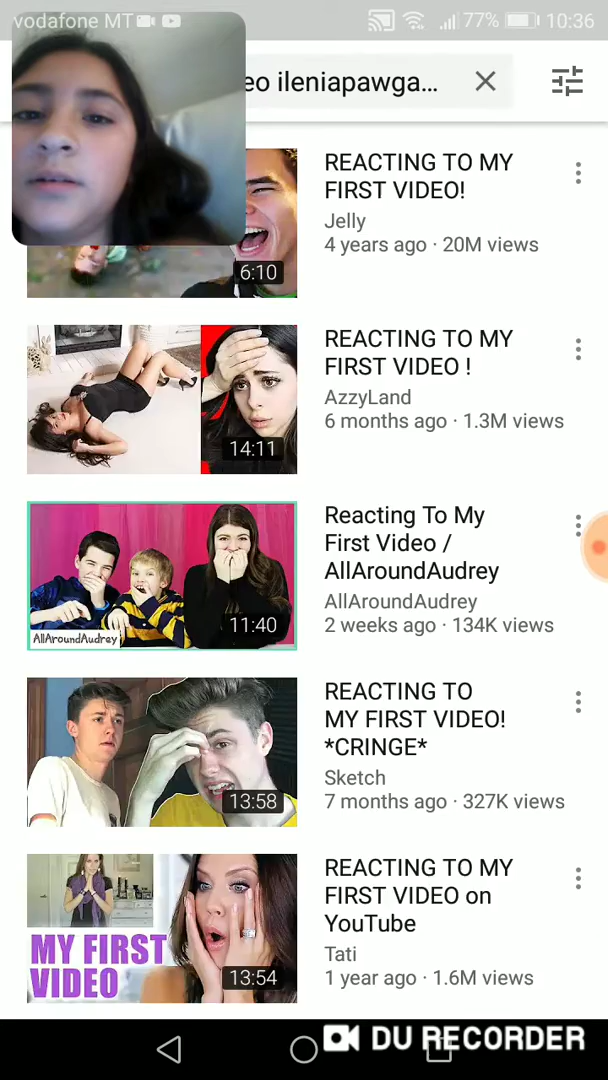 vodafone MT 77% 10:36
eo ileniapawga...
REACTING TO MY
FIRST VIDEO!
Jelly
4 years ago · 20M views
6:10
REACTING TO MY
FIRST VIDEO !
AzzyLand
6 months ago · 1.3M views
14:11
Reacting To My
First Video /
AllAroundAudrey
AllAroundAudrey
2 weeks ago · 134K views
11:40
AllAroundAudrey
REACTING TO
MY FIRST VIDEO!
*CRINGE*
Sketch
7 months ago · 327K views
13:58
REACTING TO MY
FIRST VIDEO on
YouTube
Tati
1 year ago · 1.6M views
MY FIRST
VIDEO
13:54
DU RECORDER